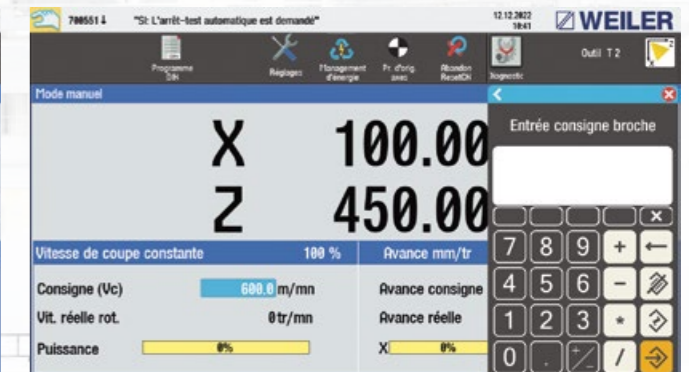 700551 ↓ "SI: L'arrêt-test automatique est demandé" 12.12.2022 10:41 WEILER
Programme DIN Réglages Management d'énergie Pr. d'orig. axes Abandon ResetCN Diagnostic Outil T 2
Mode manuel
Entrée consigne broche
X 100.00
Z 450.00
Vitesse de coupe constante 100 % Avance mm/tr
Consigne (Vc) 600.0 m/mn Avance consigne
Vit. réelle rot. 0 tr/mn Avance réelle
Puissance 0% X 0%
7 8 9 + ←
4 5 6 -
1 2 3 *
0 . +/- /